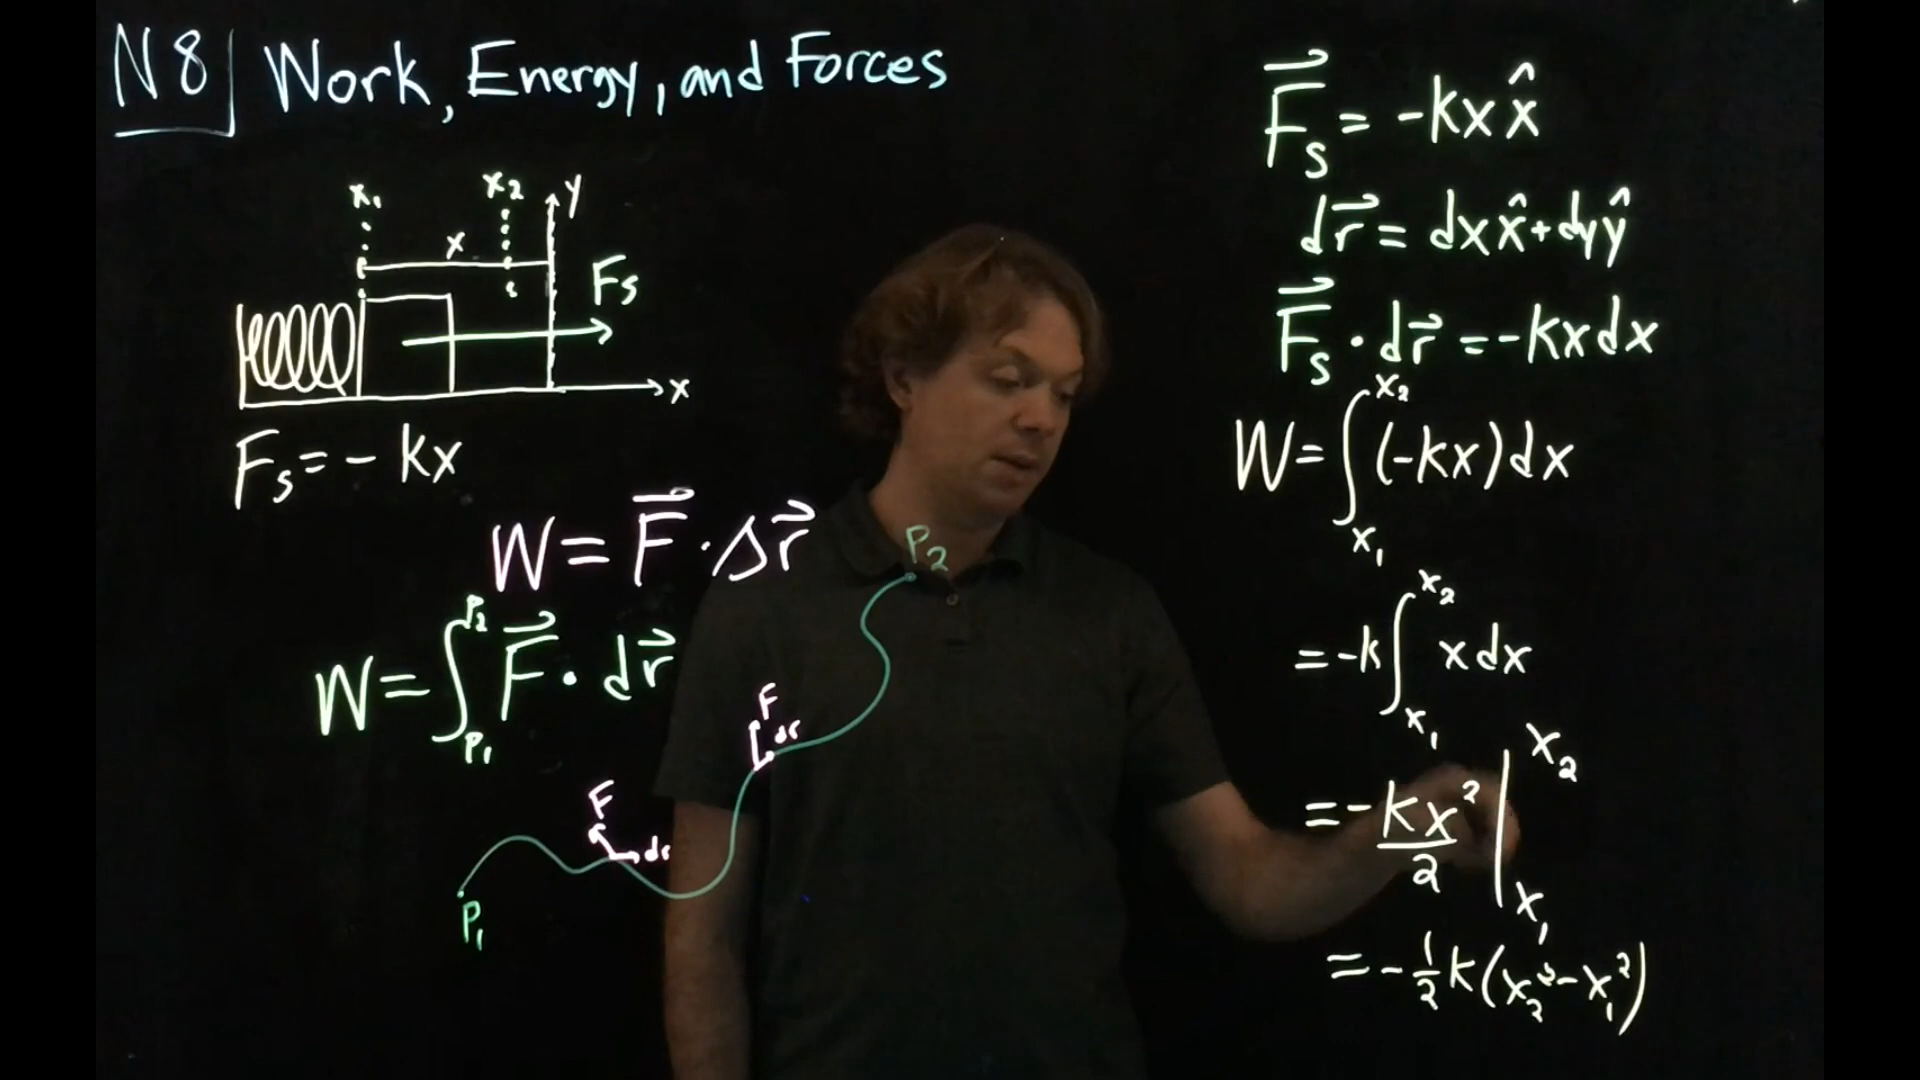 N8 Work, Energy, and Forces
x₁ x₂ y
x
Fs
x
Fs = - kx
W = F⃗ · Δr⃗
W = ∫_{P₁}^{P₂} F⃗ · dr⃗
P₂
F
dr
F
dr
P₁
F⃗s = -kx x̂
dr⃗ = dx x̂ + dy ŷ
F⃗s · dr⃗ = -kx dx
W = ∫_{x₁}^{x₂} (-kx) dx
= -k ∫_{x₁}^{x₂} x dx
= - kx²/2 |_{x₁}^{x₂}
= - ½ k (x₂² - x₁²)